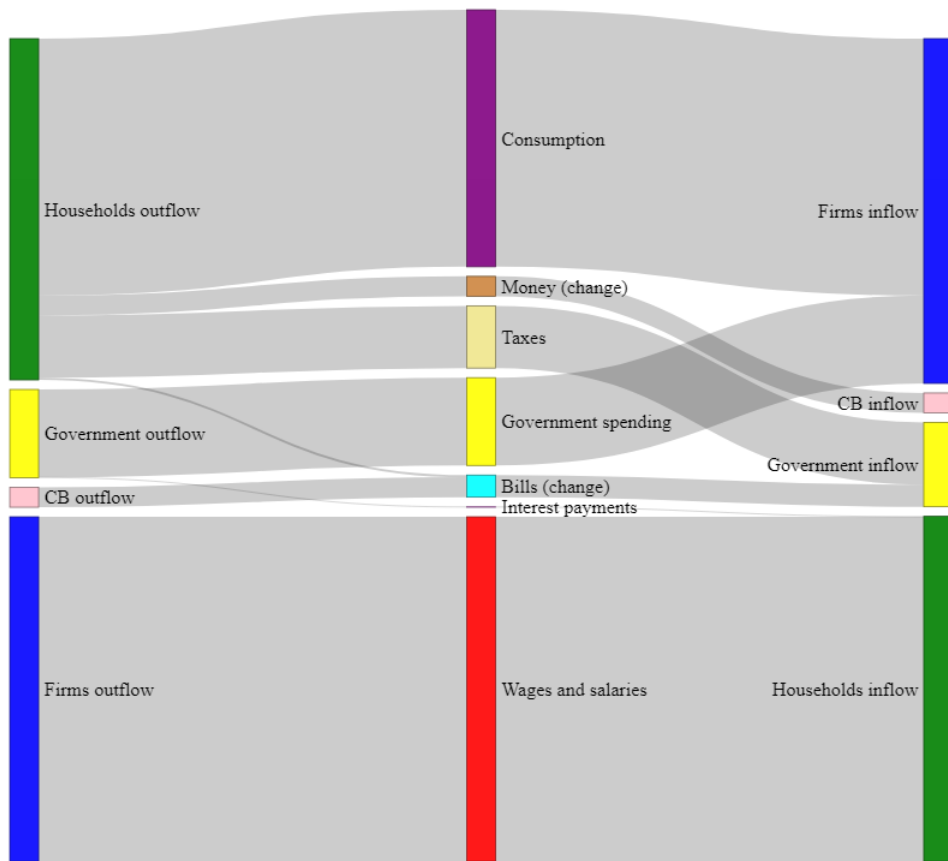 Households outflow
Government outflow
CB outflow
Firms outflow
Consumption
Money (change)
Taxes
Government spending
Bills (change)
Interest payments
Wages and salaries
Firms inflow
CB inflow
Government inflow
Households inflow